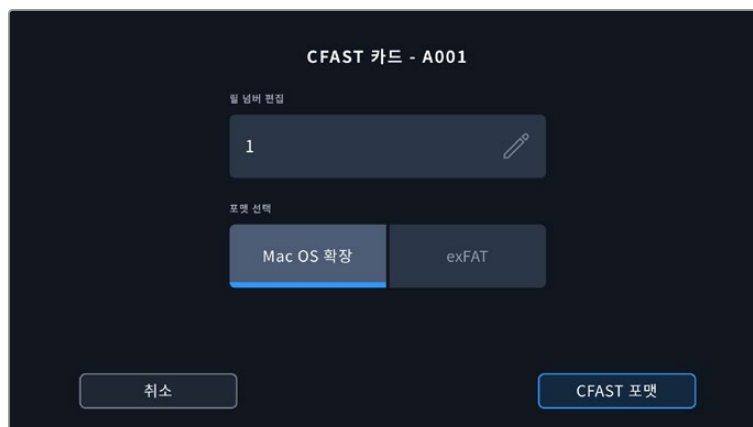 CFAST 카드 - A001
릴 넘버 편집
1
포맷 선택
Mac OS 확장 exFAT
취소 CFAST 포맷